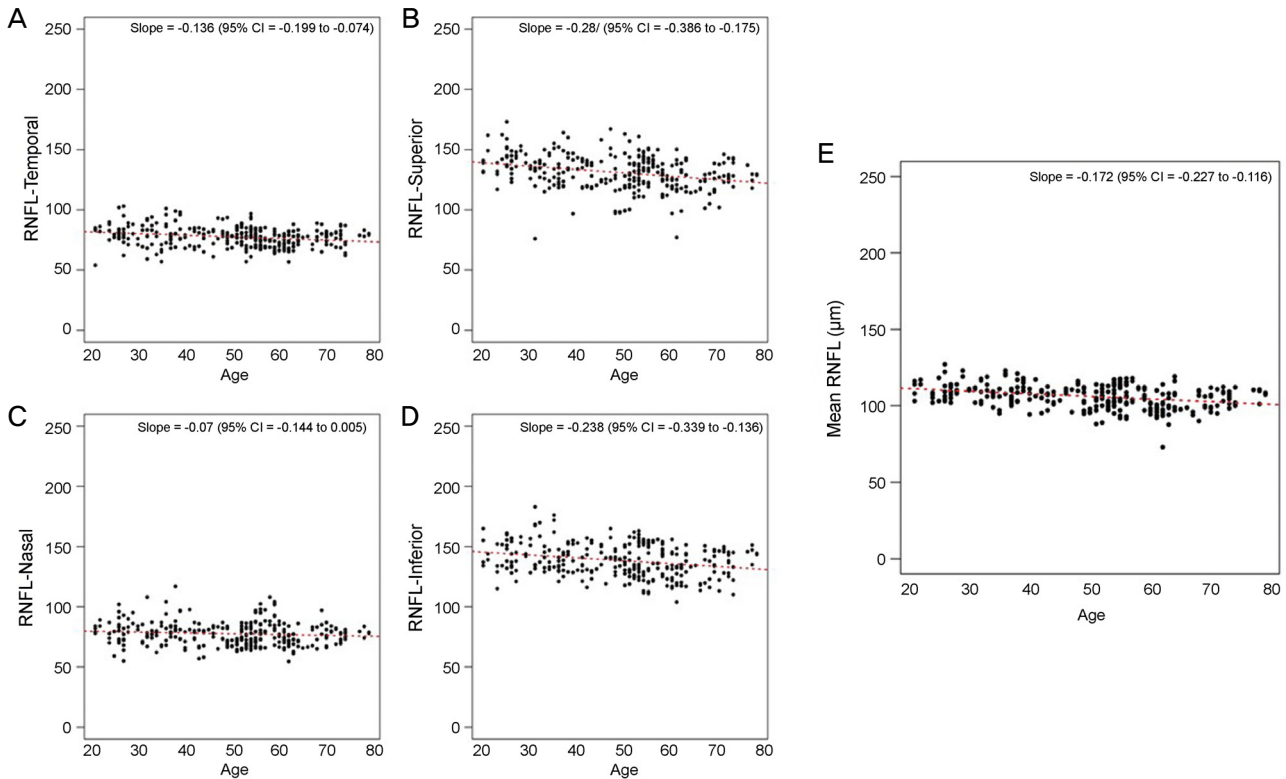 A
Slope = -0.136 (95% CI = -0.199 to -0.074)
RNFL-Temporal
250
200
150
100
50
0
20 30 40 50 60 70 80
Age
B
Slope = -0.28/ (95% CI = -0.386 to -0.175)
RNFL-Superior
250
200
150
100
50
0
20 30 40 50 60 70 80
Age
C
Slope = -0.07 (95% CI = -0.144 to 0.005)
RNFL-Nasal
250
200
150
100
50
0
20 30 40 50 60 70 80
Age
D
Slope = -0.238 (95% CI = -0.339 to -0.136)
RNFL-Inferior
250
200
150
100
50
0
20 30 40 50 60 70 80
Age
E
Slope = -0.172 (95% CI = -0.227 to -0.116)
Mean RNFL (µm)
250
200
150
100
50
0
20 30 40 50 60 70 80
Age